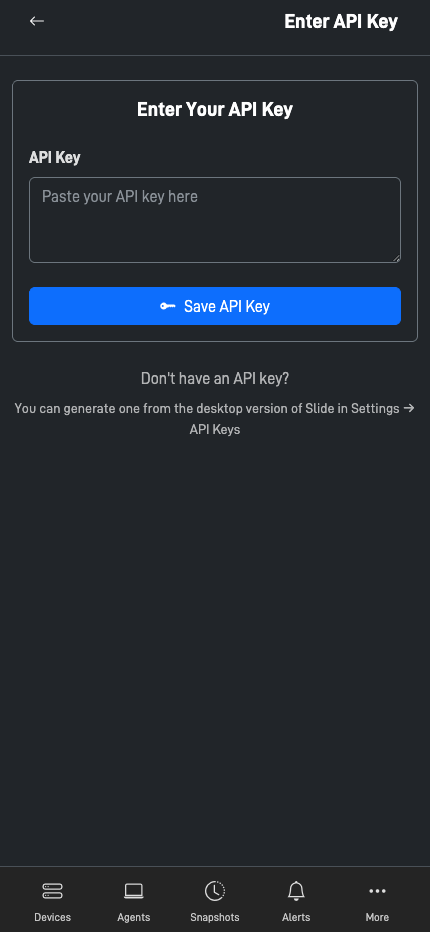 Enter API Key
Enter Your API Key
API Key
Paste your API key here
Save API Key
Don't have an API key?
You can generate one from the desktop version of Slide in Settings →
API Keys
Devices
Agents
Snapshots
Alerts
More